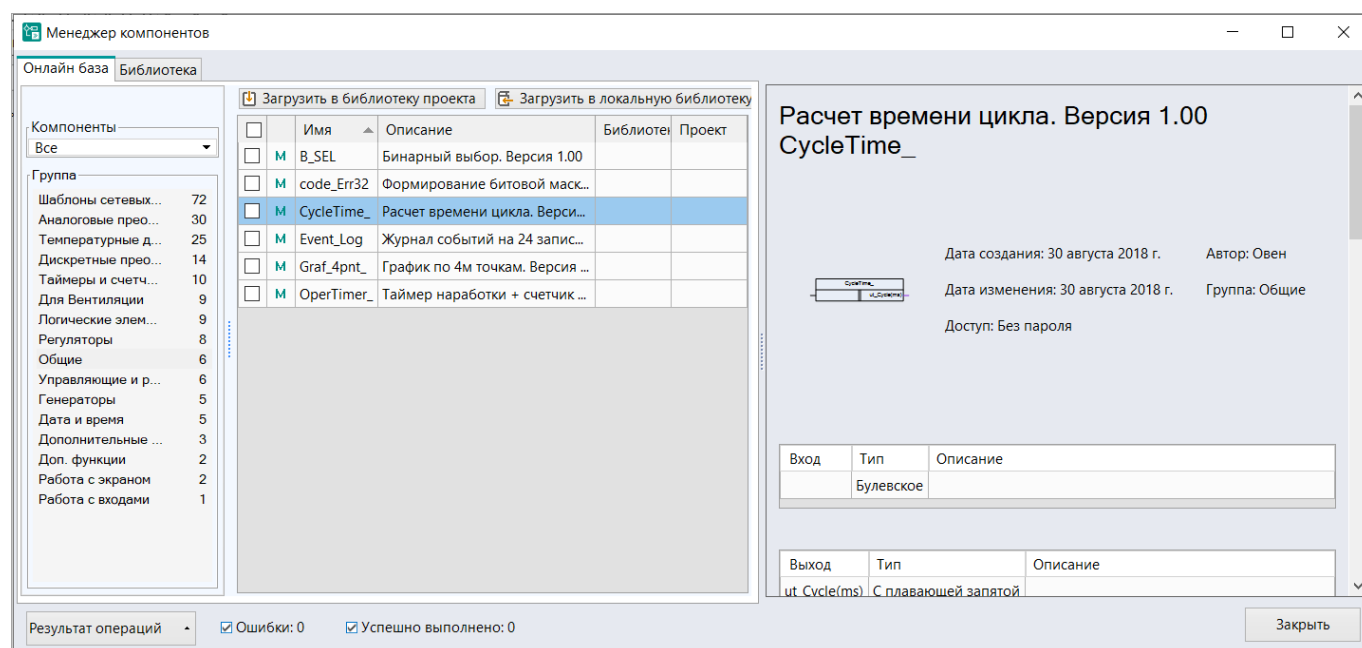 Менеджер компонентов
Онлайн база Библиотека
Компоненты
Все
Группа
Шаблоны сетевых... 72
Аналоговые прео... 30
Температурные д... 25
Дискретные прео... 14
Таймеры и счетч... 10
Для Вентиляции 9
Логические элем... 9
Регуляторы 8
Общие 6
Управляющие и р... 6
Генераторы 5
Дата и время 5
Дополнительные ... 3
Доп. функции 2
Работа с экраном 2
Работа с входами 1
Загрузить в библиотеку проекта Загрузить в локальную библиотеку
Имя Описание Библиотек Проект
M B_SEL Бинарный выбор. Версия 1.00
M code_Err32 Формирование битовой маск...
M CycleTime_ Расчет времени цикла. Верси...
M Event_Log Журнал событий на 24 запис...
M Graf_4pnt_ График по 4м точкам. Версия ...
M OperTimer_ Таймер наработки + счетчик ...
Расчет времени цикла. Версия 1.00
CycleTime_
CycleTime_
ut_Cycle(ms)
Дата создания: 30 августа 2018 г. Автор: Овен
Дата изменения: 30 августа 2018 г. Группа: Общие
Доступ: Без пароля
Вход Тип Описание
Булевское
Выход Тип Описание
ut_Cycle(ms) С плавающей запятой
Результат операций Ошибки: 0 Успешно выполнено: 0 Закрыть